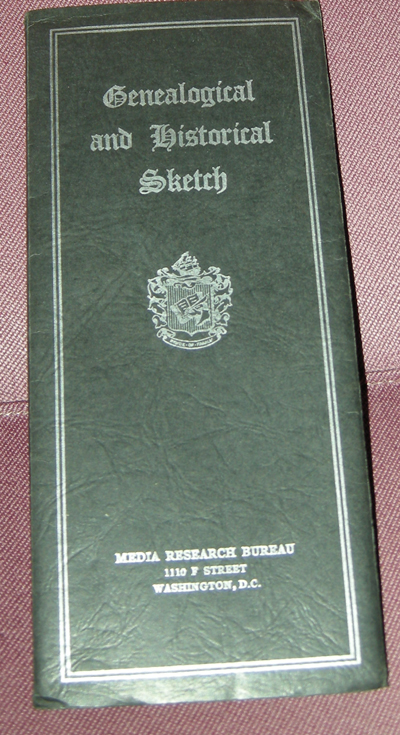 Genealogical
and Historical
Sketch
MEDIA RESEARCH BUREAU
1110 F STREET
WASHINGTON, D.C.